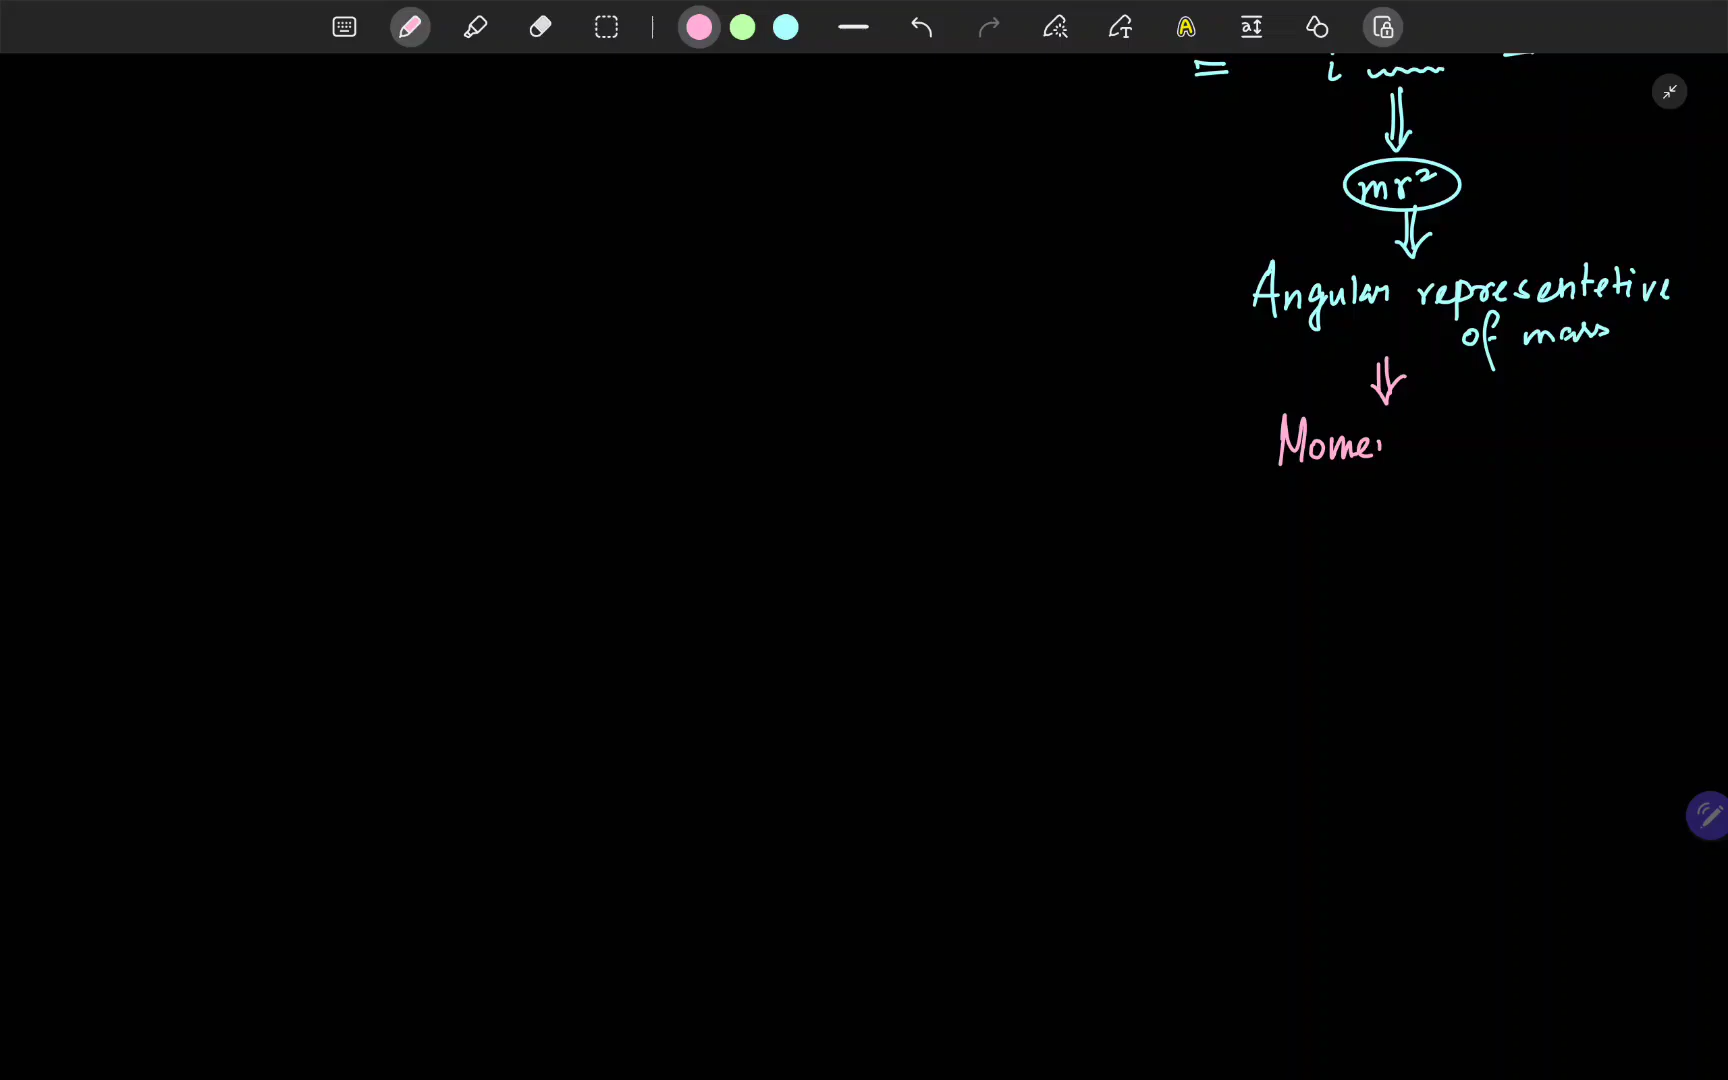 = i
mr²
Angular representetive
of mass
Mome